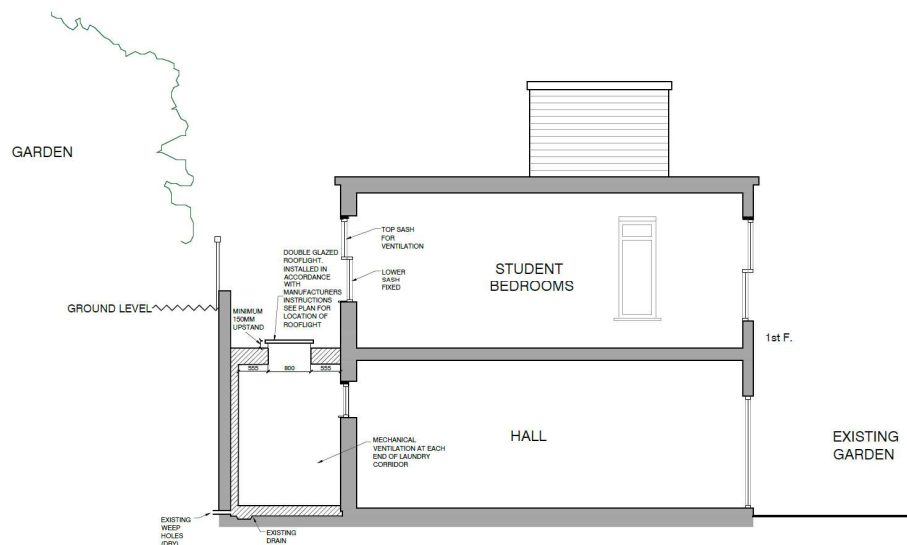 GARDEN
TOP SASH
FOR
VENTILATION
DOUBLE GLAZED
ROOFLIGHT.
INSTALLED IN
ACCORDANCE
WITH
MANUFACTURERS
INSTRUCTIONS
SEE PLAN FOR
LOCATION OF
ROOFLIGHT
LOWER
SASH
FIXED
STUDENT
BEDROOMS
GROUND LEVEL
MINIMUM
150MM
UPSTAND
1st F.
555 800 555
HALL
MECHANICAL
VENTILATION AT EACH
END OF LAUNDRY
CORRIDOR
EXISTING
GARDEN
EXISTING
WEEP
HOLES
(DRY)
EXISTING
DRAIN